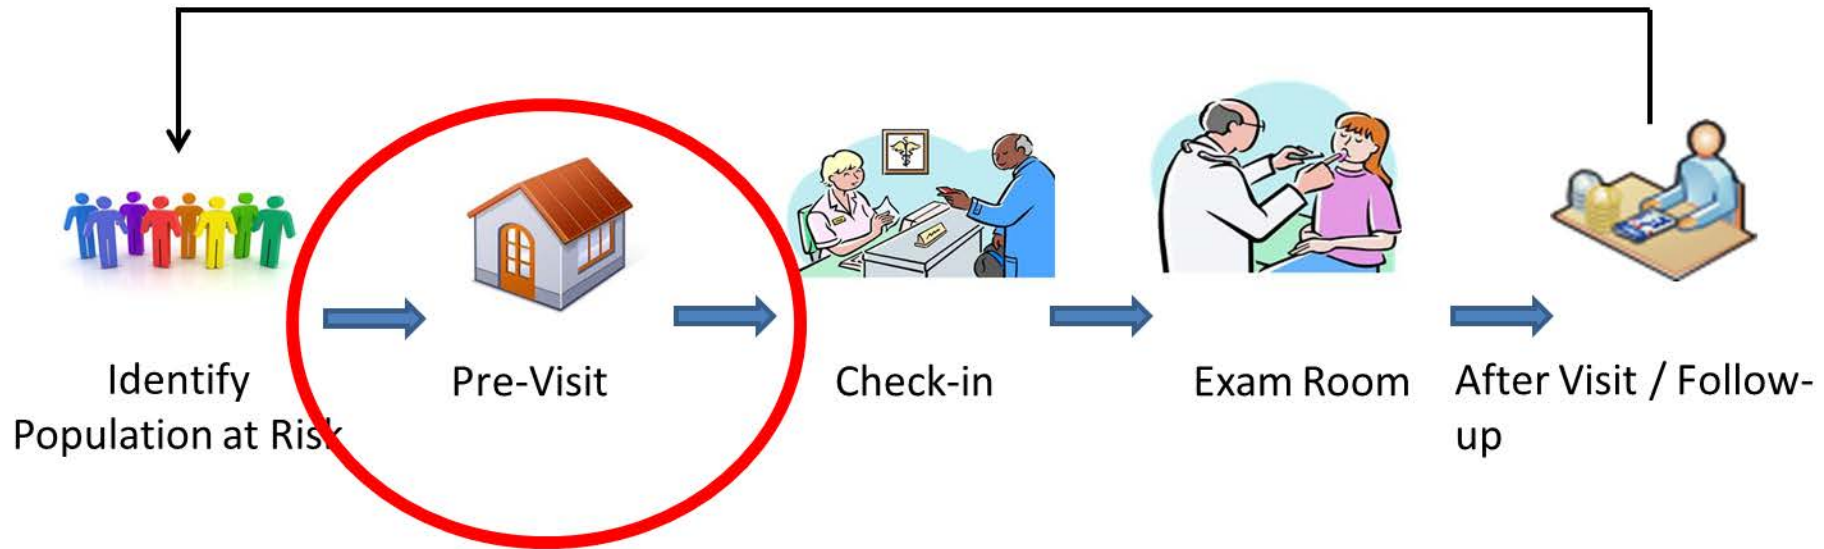 Identify
Population at Risk
Pre-Visit
Check-in
Exam Room
After Visit / Follow-
up